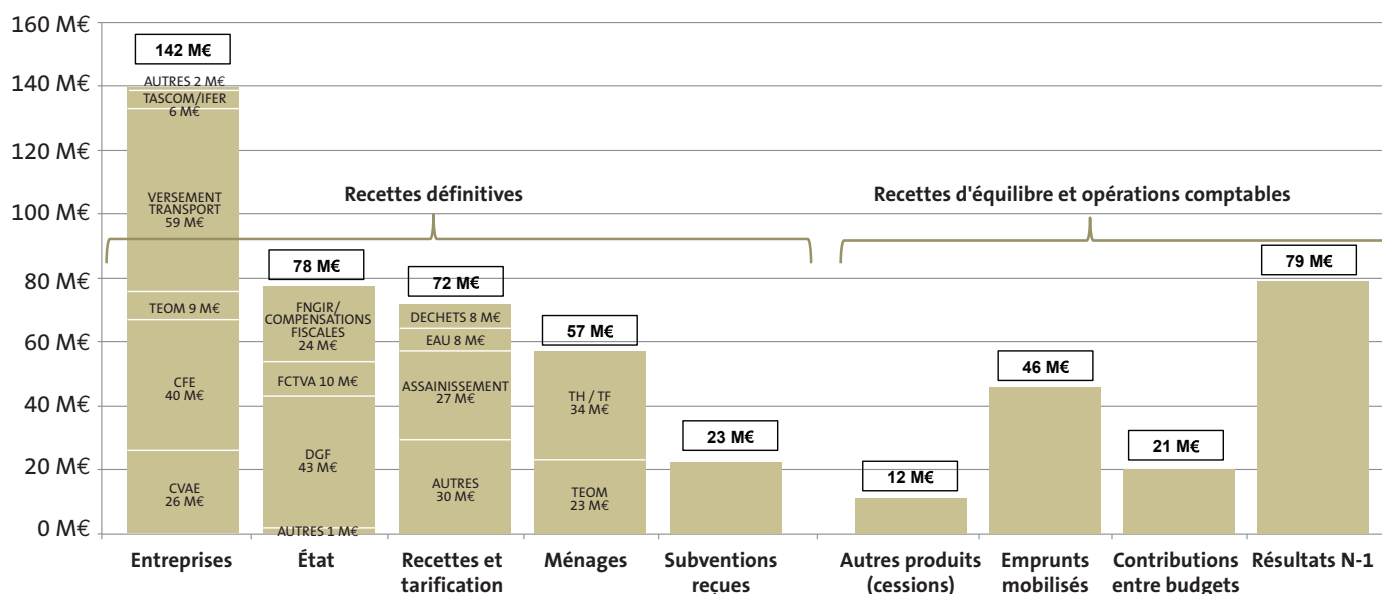 160 M€
140 M€
120 M€
100 M€
80 M€
60 M€
40 M€
20 M€
0 M€
142 M€
AUTRES 2 M€
TASCOM/IFER
6 M€
VERSEMENT
TRANSPORT
59 M€
TEOM 9 M€
CFE
40 M€
CVAE
26 M€
Recettes définitives
78 M€
FNGIR/
COMPENSATIONS
FISCALES
24 M€
FCTVA 10 M€
DGF
43 M€
AUTRES 1 M€
72 M€
DECHETS 8 M€
EAU 8 M€
ASSAINISSEMENT
27 M€
AUTRES
30 M€
57 M€
TH / TF
34 M€
TEOM
23 M€
23 M€
Recettes d'équilibre et opérations comptables
12 M€
46 M€
21 M€
79 M€
Entreprises
État
Recettes et
tarification
Ménages
Subventions
reçues
Autres produits
(cessions)
Emprunts
mobilisés
Contributions
entre budgets
Résultats N-1